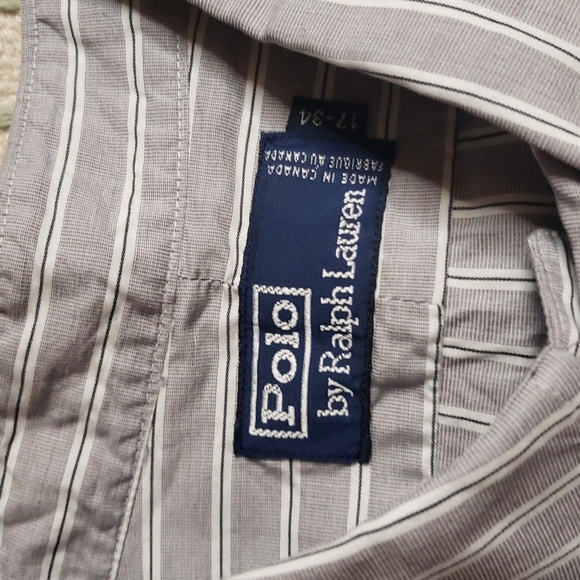 Polo
by Ralph Lauren
MADE IN CANADA
FABRIQUE AU CANADA
17-34